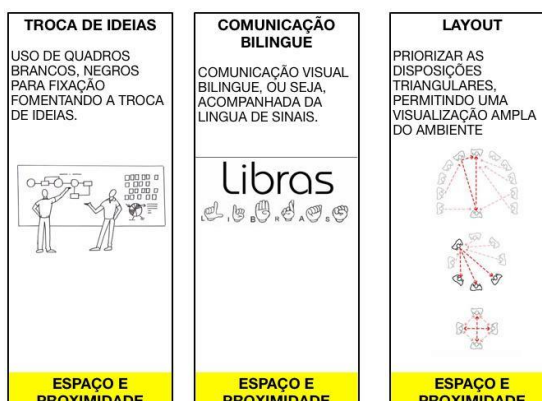 TROCA DE IDEIAS
USO DE QUADROS
BRANCOS, NEGROS
PARA FIXAÇÃO
FOMENTANDO A TROCA
DE IDEIAS.
ESPAÇO E
PROXIMIDADE
COMUNICAÇÃO
BILINGUE
COMUNICAÇÃO VISUAL
BILINGUE, OU SEJA,
ACOMPANHADA DA
LINGUA DE SINAIS.
Libras
L I B R A S
ESPAÇO E
PROXIMIDADE
LAYOUT
PRIORIZAR AS
DISPOSIÇÕES
TRIANGULARES,
PERMITINDO UMA
VISUALIZAÇÃO AMPLA
DO AMBIENTE
ESPAÇO E
PROXIMIDADE